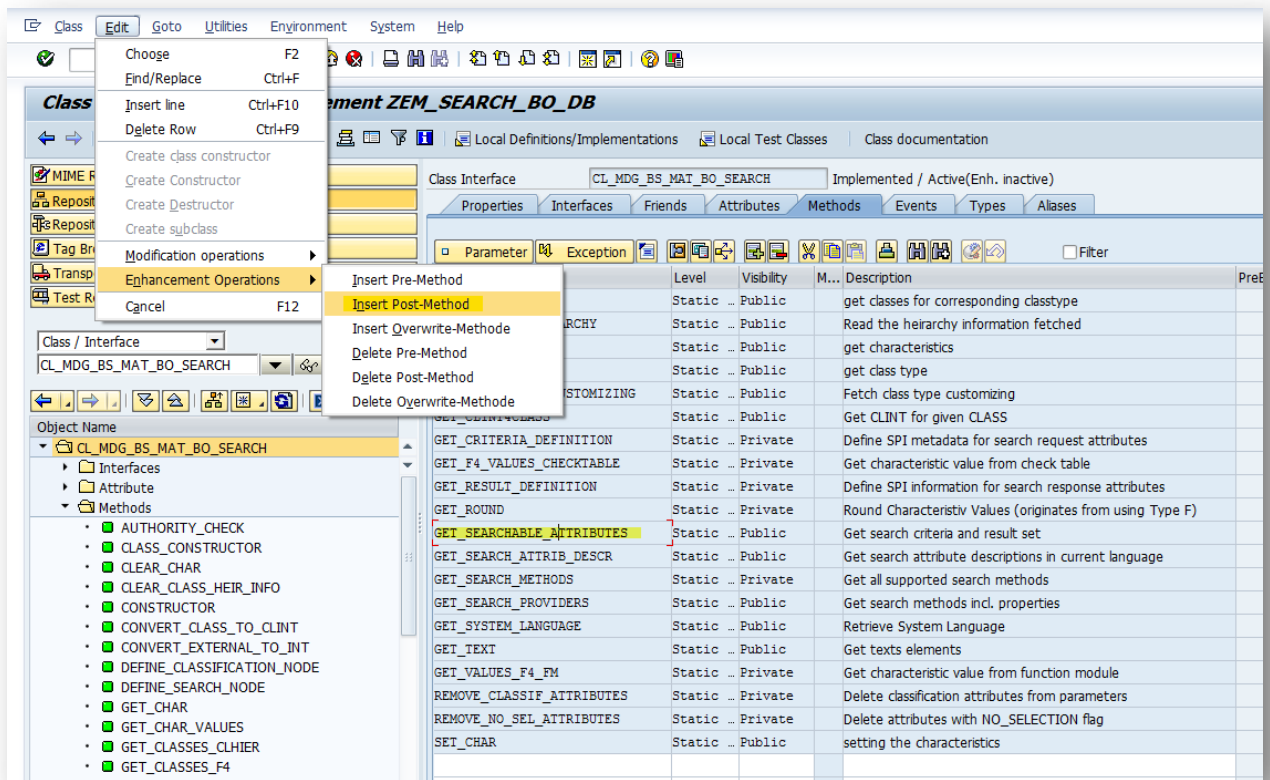 Class Edit Goto Utilities Environment System Help
Choose F2
Find/Replace Ctrl+F
Insert line Ctrl+F10
Delete Row Ctrl+F9
Create class constructor
Create Constructor
Create Destructor
Create subclass
Modification operations
Enhancement Operations
Cancel F12
Insert Pre-Method
Insert Post-Method
Insert Overwrite-Methode
Delete Pre-Method
Delete Post-Method
Delete Overwrite-Methode
Class ement ZEM_SEARCH_BO_DB
Local Definitions/Implementations Local Test Classes Class documentation
MIME R
Reposit
Reposit
Tag Br
Transp
Test Re
Class / Interface
CL_MDG_BS_MAT_BO_SEARCH
Object Name
CL_MDG_BS_MAT_BO_SEARCH
Interfaces
Attribute
Methods
AUTHORITY_CHECK
CLASS_CONSTRUCTOR
CLEAR_CHAR
CLEAR_CLASS_HEIR_INFO
CONSTRUCTOR
CONVERT_CLASS_TO_CLINT
CONVERT_EXTERNAL_TO_INT
DEFINE_CLASSIFICATION_NODE
DEFINE_SEARCH_NODE
GET_CHAR
GET_CHAR_VALUES
GET_CLASSES_CLHIER
GET_CLASSES_F4
Class Interface CL_MDG_BS_MAT_BO_SEARCH Implemented / Active(Enh. inactive)
Properties Interfaces Friends Attributes Methods Events Types Aliases
Parameter Exception Filter
Level Visibility M... Description PreE
Static … Public get classes for corresponding classtype
ARCHY Static … Public Read the heirarchy information fetched
Static … Public get characteristics
Static … Public get class type
USTOMIZING Static … Public Fetch class type customizing
GET_CLINT4CLASS Static … Public Get CLINT for given CLASS
GET_CRITERIA_DEFINITION Static … Private Define SPI metadata for search request attributes
GET_F4_VALUES_CHECKTABLE Static … Private Get characteristic value from check table
GET_RESULT_DEFINITION Static … Private Define SPI information for search response attributes
GET_ROUND Static … Private Round Characteristiv Values (originates from using Type F)
GET_SEARCHABLE_ATTRIBUTES Static … Public Get search criteria and result set
GET_SEARCH_ATTRIB_DESCR Static … Public Get search attribute descriptions in current language
GET_SEARCH_METHODS Static … Private Get all supported search methods
GET_SEARCH_PROVIDERS Static … Public Get search methods incl. properties
GET_SYSTEM_LANGUAGE Static … Public Retrieve System Language
GET_TEXT Static … Public Get texts elements
GET_VALUES_F4_FM Static … Private Get characteristic value from function module
REMOVE_CLASSIF_ATTRIBUTES Static … Private Delete classification attributes from parameters
REMOVE_NO_SEL_ATTRIBUTES Static … Private Delete attributes with NO_SELECTION flag
SET_CHAR Static … Public setting the characteristics